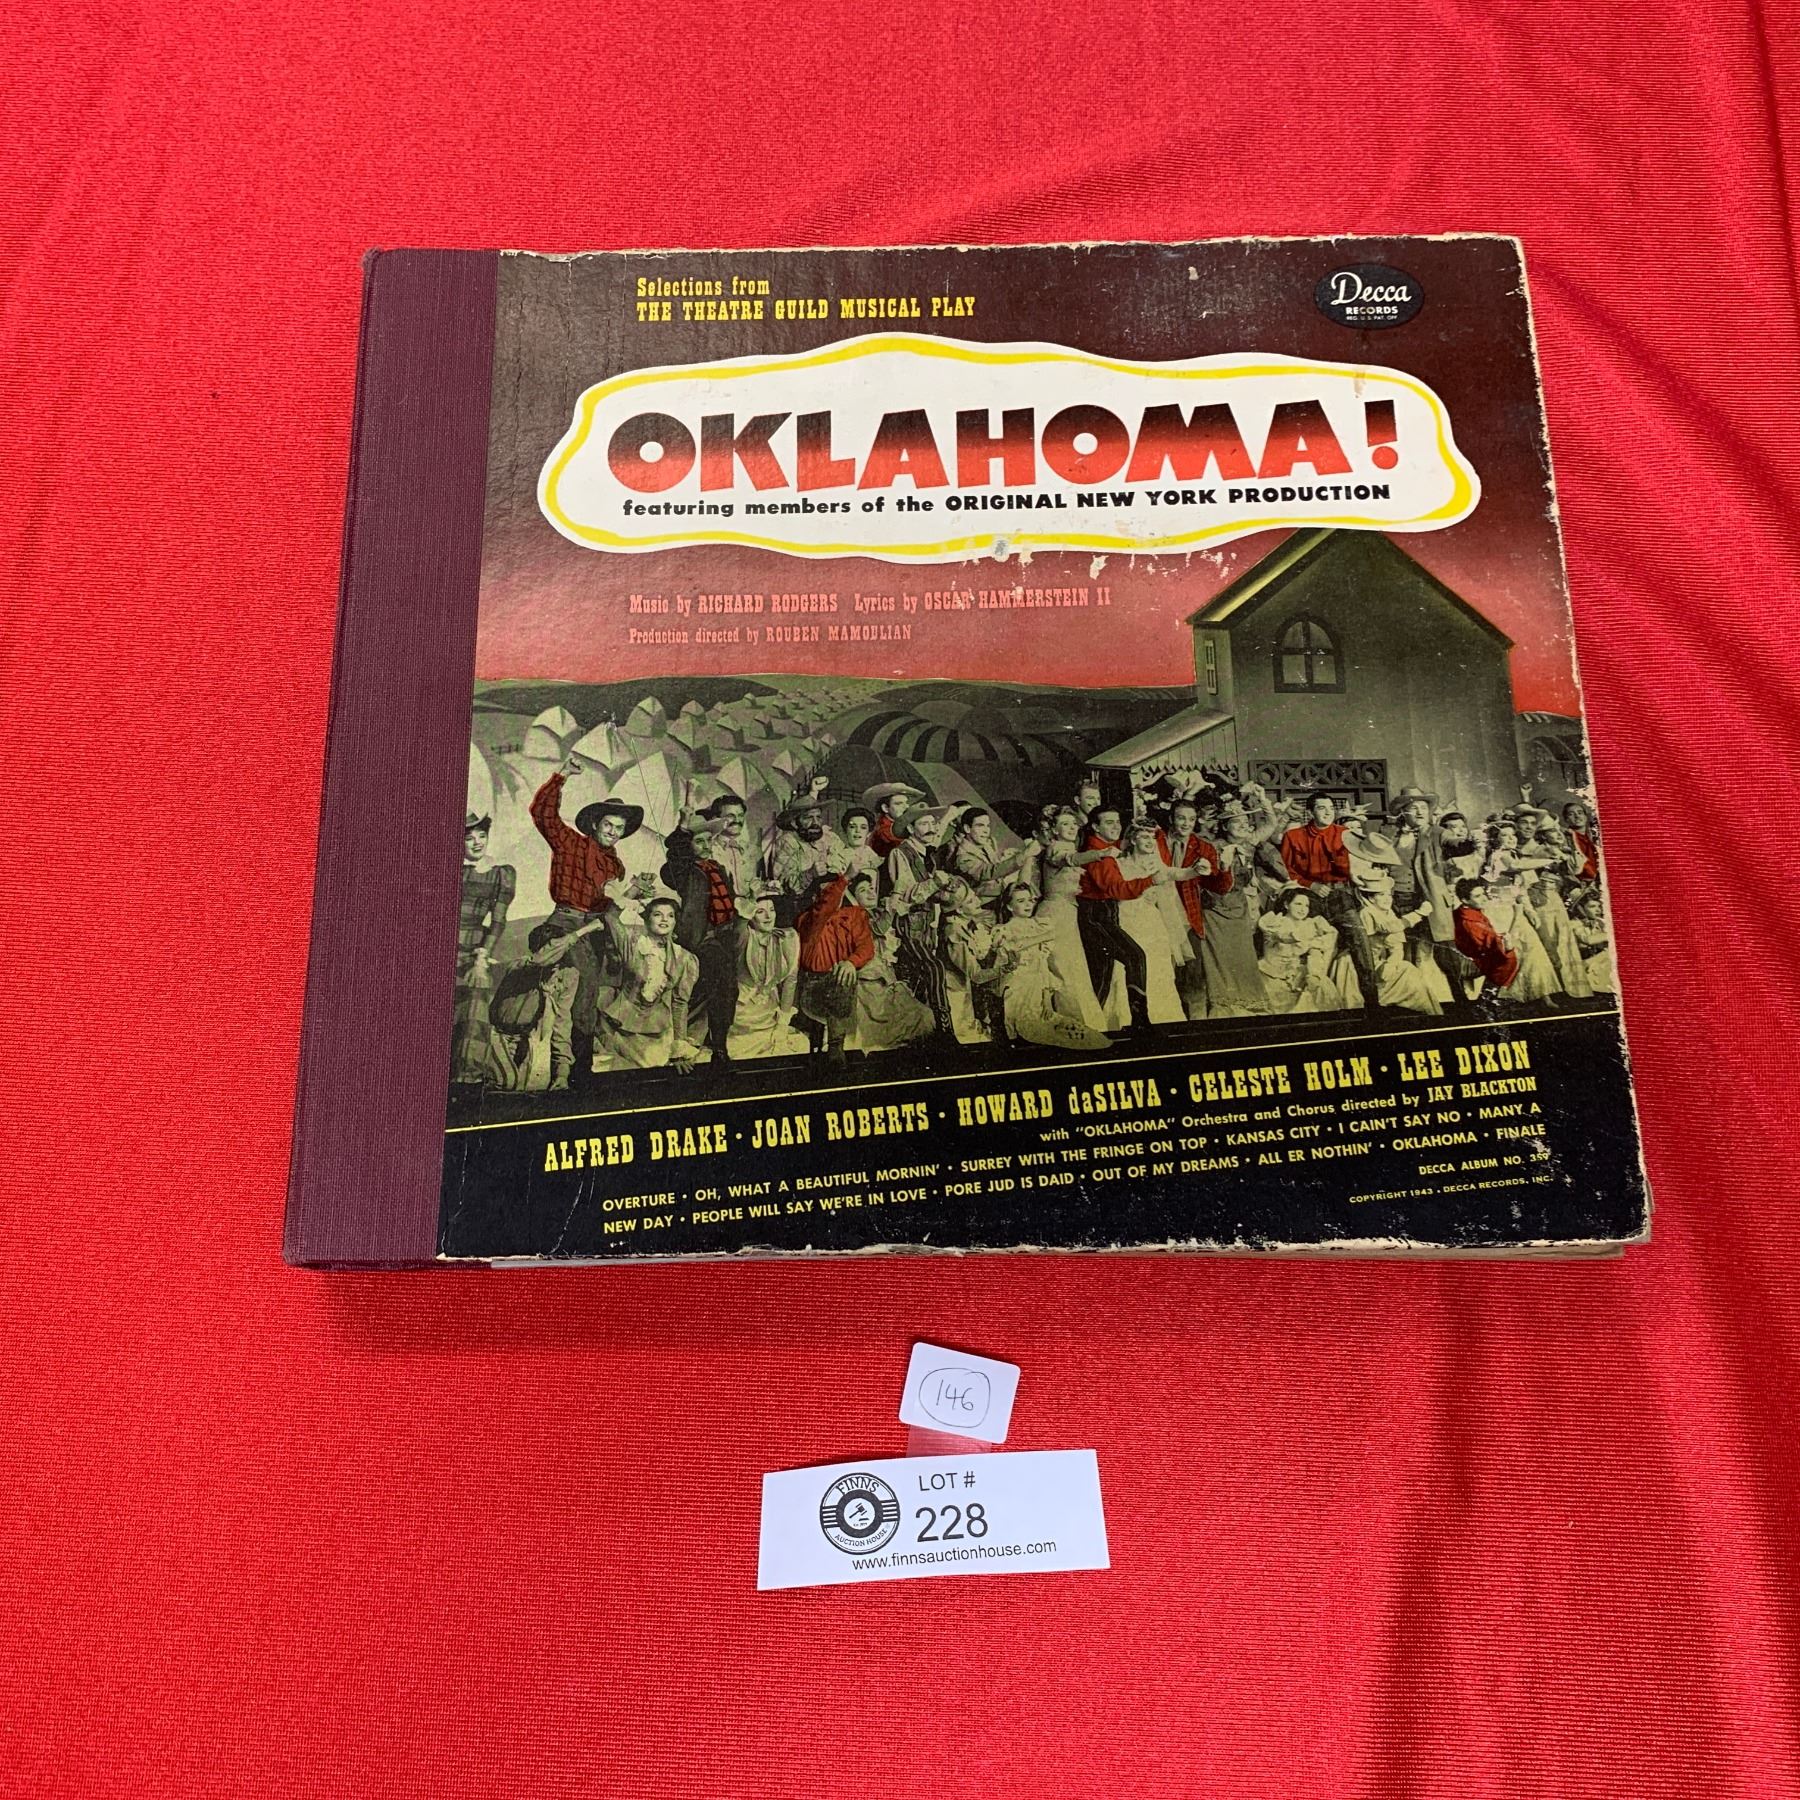 Selections from
THE THEATRE GUILD MUSICAL PLAY
Decca
RECORDS
REG. U.S. PAT. OFF.
OKLAHOMA!
featuring members of the ORIGINAL NEW YORK PRODUCTION
Music by RICHARD RODGERS Lyrics by OSCAR HAMMERSTEIN II
Production directed by ROUBEN MAMOULIAN
ALFRED DRAKE · JOAN ROBERTS · HOWARD daSILVA · CELESTE HOLM · LEE DIXON
with "OKLAHOMA" Orchestra and Chorus directed by JAY BLACKTON
OVERTURE · OH, WHAT A BEAUTIFUL MORNIN' · SURREY WITH THE FRINGE ON TOP · KANSAS CITY · I CAIN'T SAY NO · MANY A
NEW DAY · PEOPLE WILL SAY WE'RE IN LOVE · PORE JUD IS DAID · OUT OF MY DREAMS · ALL ER NOTHIN' · OKLAHOMA · FINALE
DECCA ALBUM NO. 359
COPYRIGHT 1943 · DECCA RECORDS, INC.
146
FINNS
AUCTION HOUSE
LOT #
228
www.finnsauctionhouse.com